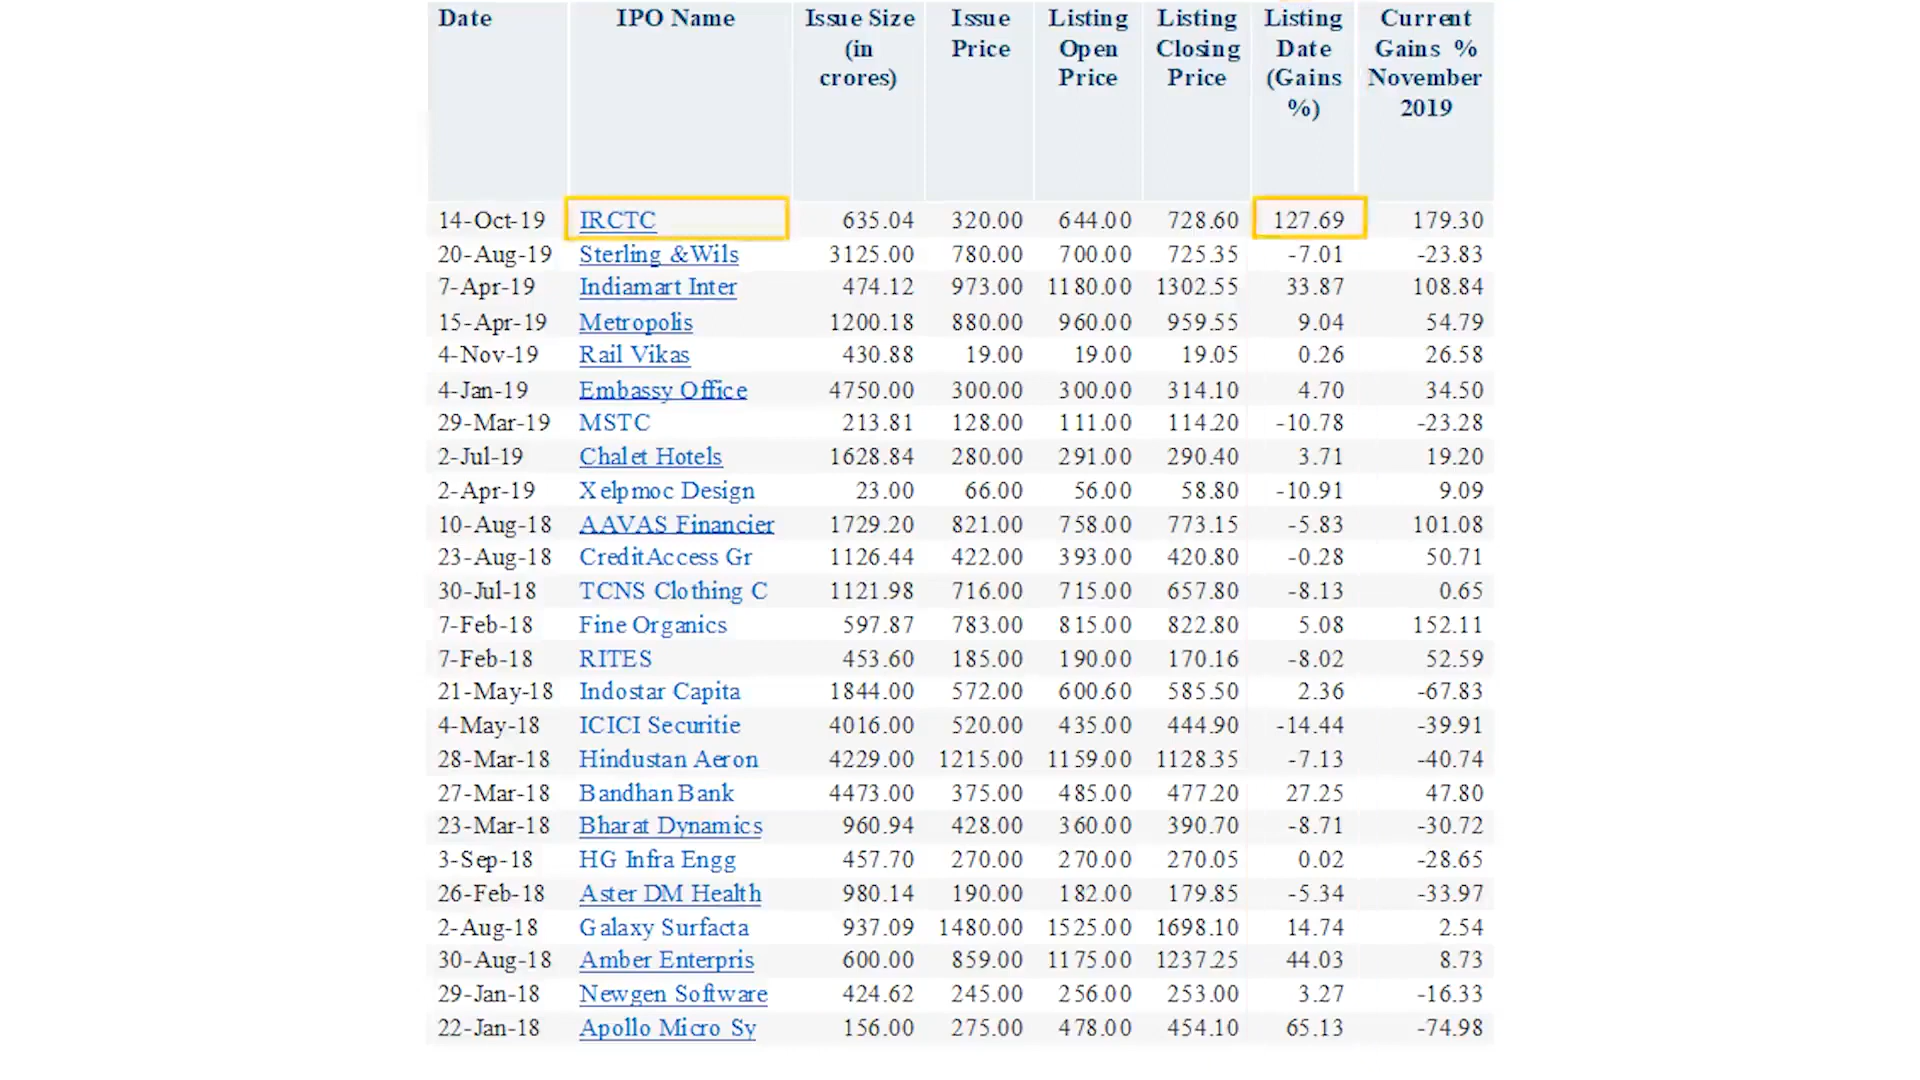 Date IPO Name Issue Size (in crores) Issue Price Listing Open Price Listing Closing Price Listing Date (Gains %) Current Gains % November 2019
14-Oct-19 IRCTC 635.04 320.00 644.00 728.60 127.69 179.30
20-Aug-19 Sterling &Wils 3125.00 780.00 700.00 725.35 -7.01 -23.83
7-Apr-19 Indiamart Inter 474.12 973.00 1180.00 1302.55 33.87 108.84
15-Apr-19 Metropolis 1200.18 880.00 960.00 959.55 9.04 54.79
4-Nov-19 Rail Vikas 430.88 19.00 19.00 19.05 0.26 26.58
4-Jan-19 Embassy Office 4750.00 300.00 300.00 314.10 4.70 34.50
29-Mar-19 MSTC 213.81 128.00 111.00 114.20 -10.78 -23.28
2-Jul-19 Chalet Hotels 1628.84 280.00 291.00 290.40 3.71 19.20
2-Apr-19 Xelpmoc Design 23.00 66.00 56.00 58.80 -10.91 9.09
10-Aug-18 AAVAS Financier 1729.20 821.00 758.00 773.15 -5.83 101.08
23-Aug-18 CreditAccess Gr 1126.44 422.00 393.00 420.80 -0.28 50.71
30-Jul-18 TCNS Clothing C 1121.98 716.00 715.00 657.80 -8.13 0.65
7-Feb-18 Fine Organics 597.87 783.00 815.00 822.80 5.08 152.11
7-Feb-18 RITES 453.60 185.00 190.00 170.16 -8.02 52.59
21-May-18 Indostar Capita 1844.00 572.00 600.60 585.50 2.36 -67.83
4-May-18 ICICI Securitie 4016.00 520.00 435.00 444.90 -14.44 -39.91
28-Mar-18 Hindustan Aeron 4229.00 1215.00 1159.00 1128.35 -7.13 -40.74
27-Mar-18 Bandhan Bank 4473.00 375.00 485.00 477.20 27.25 47.80
23-Mar-18 Bharat Dynamics 960.94 428.00 360.00 390.70 -8.71 -30.72
3-Sep-18 HG Infra Engg 457.70 270.00 270.00 270.05 0.02 -28.65
26-Feb-18 Aster DM Health 980.14 190.00 182.00 179.85 -5.34 -33.97
2-Aug-18 Galaxy Surfacta 937.09 1480.00 1525.00 1698.10 14.74 2.54
30-Aug-18 Amber Enterpris 600.00 859.00 1175.00 1237.25 44.03 8.73
29-Jan-18 Newgen Software 424.62 245.00 256.00 253.00 3.27 -16.33
22-Jan-18 Apollo Micro Sy 156.00 275.00 478.00 454.10 65.13 -74.98